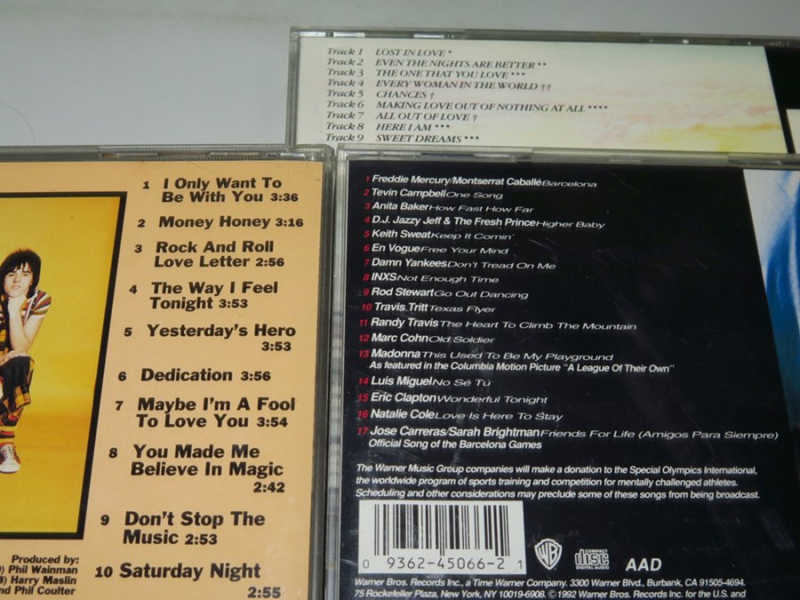 Track 1 LOST IN LOVE *
Track 2 EVEN THE NIGHTS ARE BETTER **
Track 3 THE ONE THAT YOU LOVE ***
Track 4 EVERY WOMAN IN THE WORLD ††
Track 5 CHANCES †
Track 6 MAKING LOVE OUT OF NOTHING AT ALL ****
Track 7 ALL OUT OF LOVE †
Track 8 HERE I AM ***
Track 9 SWEET DREAMS ***
1 I Only Want To
Be With You 3:36
2 Money Honey 3:16
3 Rock And Roll
Love Letter 2:56
4 The Way I Feel
Tonight 3:53
5 Yesterday's Hero
3:53
6 Dedication 3:56
7 Maybe I'm A Fool
To Love You 3:54
8 You Made Me
Believe In Magic
2:42
9 Don't Stop The
Music 2:53
10 Saturday Night
2:55
Produced by:
) Phil Wainman
) Harry Maslin
and Phil Coulter
1 Freddie Mercury/Montserrat Caballé Barcelona
2 Tevin Campbell One Song
3 Anita Baker How Fast How Far
4 D.J. Jazzy Jeff & The Fresh Prince Higher Baby
5 Keith Sweat Keep It Comin'
6 En Vogue Free Your Mind
7 Damn Yankees Don't Tread On Me
8 INXS Not Enough Time
9 Rod Stewart Go Out Dancing
10 Travis Tritt Texas Flyer
11 Randy Travis The Heart To Climb The Mountain
12 Marc Cohn Old Soldier
13 Madonna This Used To Be My Playground
As featured in the Columbia Motion Picture "A League Of Their Own"
14 Luis Miguel No Sé Tú
15 Eric Clapton Wonderful Tonight
16 Natalie Cole Love Is Here To Stay
17 Jose Carreras/Sarah Brightman Friends For Life (Amigos Para Siempre)
Official Song of the Barcelona Games
The Warner Music Group companies will make a donation to the Special Olympics International,
the worldwide program of sports training and competition for mentally challenged athletes.
Scheduling and other considerations may preclude some of these songs from being broadcast.
0 9362-45066-2 1
WB
COMPACT
disc
DIGITAL AUDIO
AAD
Warner Bros. Records Inc., a Time Warner Company. 3300 Warner Blvd., Burbank, CA 91505-4694.
75 Rockefeller Plaza, New York, NY 10019-6908. © 1992 Warner Bros. Records Inc. for the U.S. and